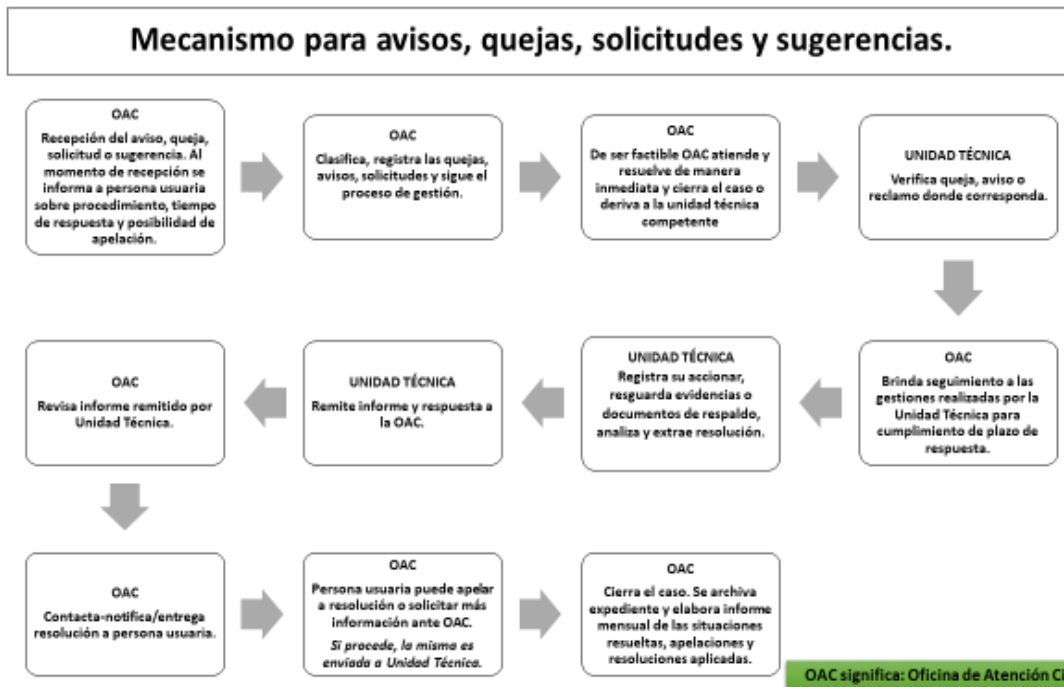 Mecanismo para avisos, quejas, solicitudes y sugerencias.
OAC
Recepción del aviso, queja,
solicitud o sugerencia. Al
momento de recepción se
informa a persona usuaria
sobre procedimiento, tiempo
de respuesta y posibilidad de
apelación.
OAC
Clasifica, registra las quejas,
avisos, solicitudes y sigue el
proceso de gestión.
OAC
De ser factible OAC atiende y
resuelve de manera
inmediata y cierra el caso o
deriva a la unidad técnica
competente
UNIDAD TÉCNICA
Verifica queja, aviso o
reclamo donde corresponda.
OAC
Brinda seguimiento a las
gestiones realizadas por la
Unidad Técnica para
cumplimiento de plazo de
respuesta.
UNIDAD TÉCNICA
Registra su accionar,
resguarda evidencias o
documentos de respaldo,
analiza y extrae resolución.
UNIDAD TÉCNICA
Remite informe y respuesta a
la OAC.
OAC
Revisa informe remitido por
Unidad Técnica.
OAC
Contacta-notifica/entrega
resolución a persona usuaria.
OAC
Persona usuaria puede apelar
a resolución o solicitar más
información ante OAC.
Si procede, la misma es
enviada a Unidad Técnica.
OAC
Cierra el caso. Se archiva
expediente y elabora informe
mensual de las situaciones
resueltas, apelaciones y
resoluciones aplicadas.
OAC significa: Oficina de Atención